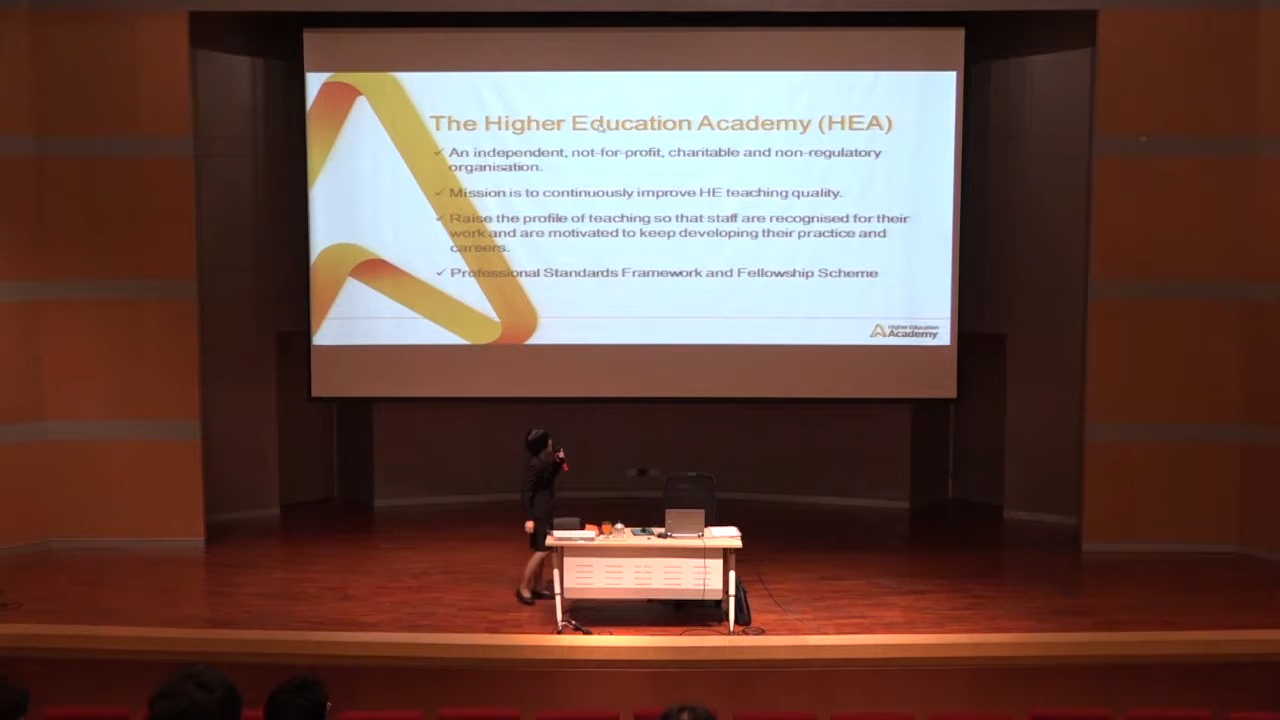 The Higher Education Academy (HEA)
✓ An independent, not-for-profit, charitable and non-regulatory
organisation.
✓ Mission is to continuously improve HE teaching quality.
✓ Raise the profile of teaching so that staff are recognised for their
work and are motivated to keep developing their practice and
careers.
✓ Professional Standards Framework and Fellowship Scheme
Higher Education
Academy